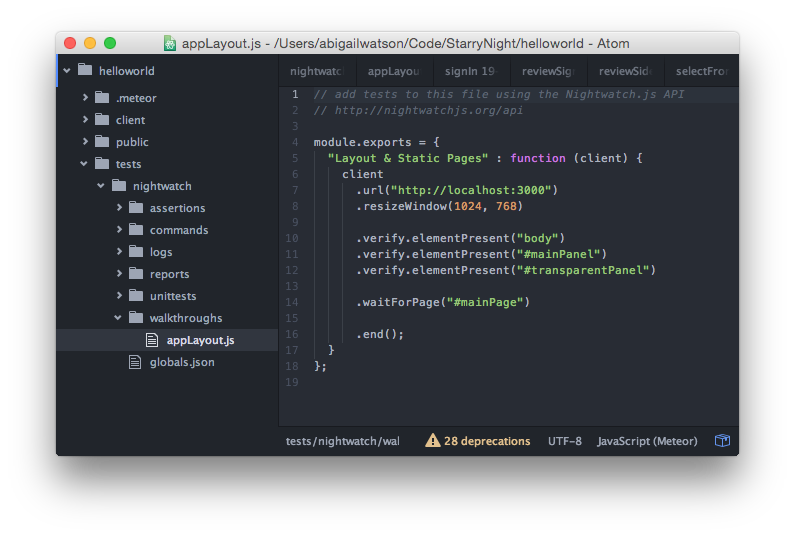 appLayout.js - /Users/abigailwatson/Code/StarryNight/helloworld - Atom
helloworld
.meteor
client
public
tests
nightwatch
assertions
commands
logs
reports
unittests
walkthroughs
appLayout.js
globals.json
nightwatc appLayou signIn 19- reviewSig reviewSid selectFron
1 // add tests to this file using the Nightwatch.js API
2 // http://nightwatchjs.org/api
3
4 module.exports = {
5 "Layout & Static Pages" : function (client) {
6 client
7 .url("http://localhost:3000")
8 .resizeWindow(1024, 768)
9
10 .verify.elementPresent("body")
11 .verify.elementPresent("#mainPanel")
12 .verify.elementPresent("#transparentPanel")
13
14 .waitForPage("#mainPage")
15
16 .end();
17 }
18 };
19
tests/nightwatch/wal 28 deprecations UTF-8 JavaScript (Meteor)